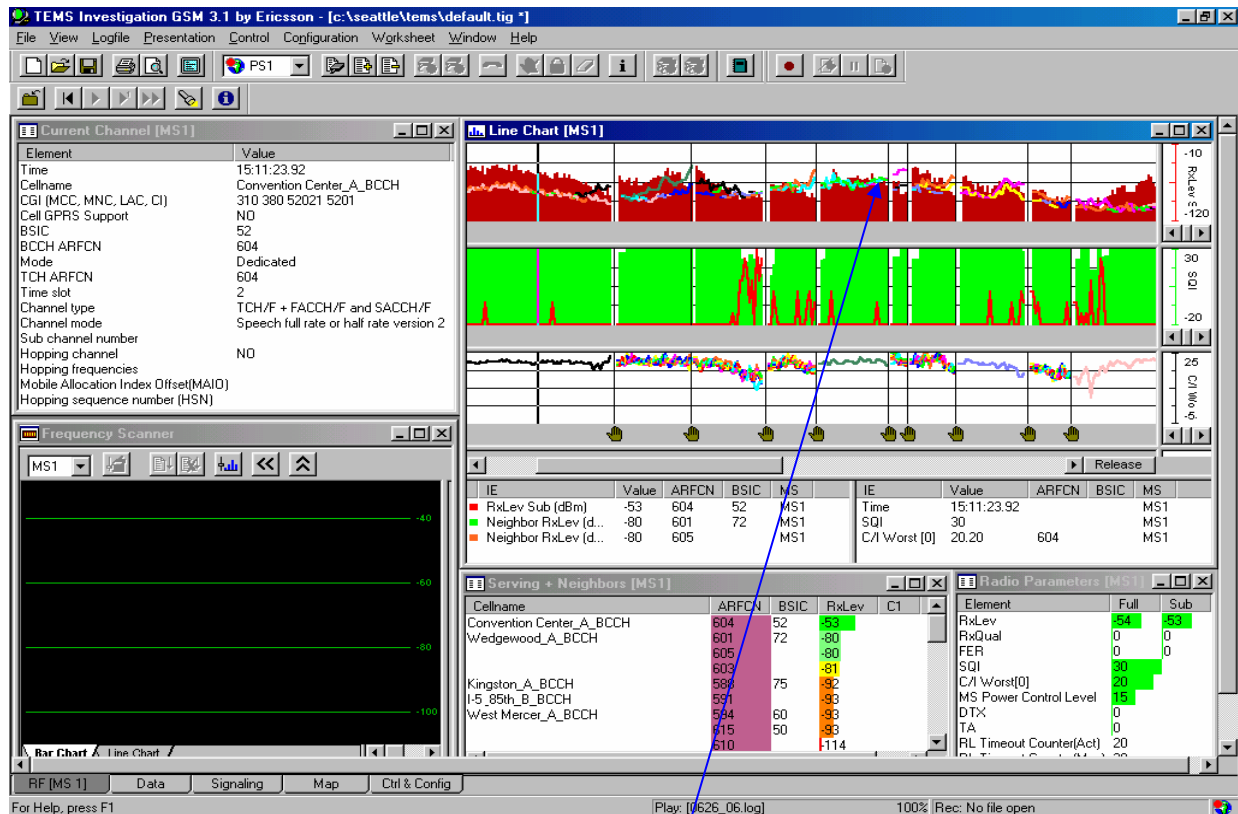 TEMS Investigation GSM 3.1 by Ericsson - [c:\seattle\tems\default.tig *]
File View Logfile Presentation Control Configuration Worksheet Window Help
PS1
Current Channel [MS1]
Element Value
Time 15:11:23.92
Cellname Convention Center_A_BCCH
CGI (MCC, MNC, LAC, CI) 310 380 52021 5201
Cell GPRS Support NO
BSIC 52
BCCH ARFCN 604
Mode Dedicated
TCH ARFCN 604
Time slot 2
Channel type TCH/F + FACCH/F and SACCH/F
Channel mode Speech full rate or half rate version 2
Sub channel number
Hopping channel NO
Hopping frequencies
Mobile Allocation Index Offset(MAIO)
Hopping sequence number (HSN)
Line Chart [MS1]
-10
RxLev S
-120
30
SQI
-20
25
C/I Wo
-5.
Release
IE Value ARFCN BSIC MS
RxLev Sub (dBm) -53 604 52 MS1
Neighbor RxLev (d... -80 601 72 MS1
Neighbor RxLev (d... -80 605 MS1
IE Value ARFCN BSIC MS
Time 15:11:23.92 MS1
SQI 30 MS1
C/I Worst [0] 20.20 604 MS1
Frequency Scanner
MS1
-40
-60
-80
-100
Bar Chart Line Chart
Serving + Neighbors [MS1]
Cellname ARFCN BSIC RxLev C1
Convention Center_A_BCCH 604 52 -53
Wedgewood_A_BCCH 601 72 -80
605 -80
603 -81
Kingston_A_BCCH 588 75 -92
I-5_85th_B_BCCH 591 -93
West Mercer_A_BCCH 594 60 -93
615 50 -93
610 -114
Radio Parameters [MS1]
Element Full Sub
RxLev -54 -53
RxQual 0 0
FER 0 0
SQI 30
C/I Worst[0] 20
MS Power Control Level 15
DTX 0
TA 0
RL Timeout Counter(Act) 20
RF [MS 1] Data Signaling Map Ctrl & Config
For Help, press F1
Play: [0626_06.log]
100% Rec: No file open